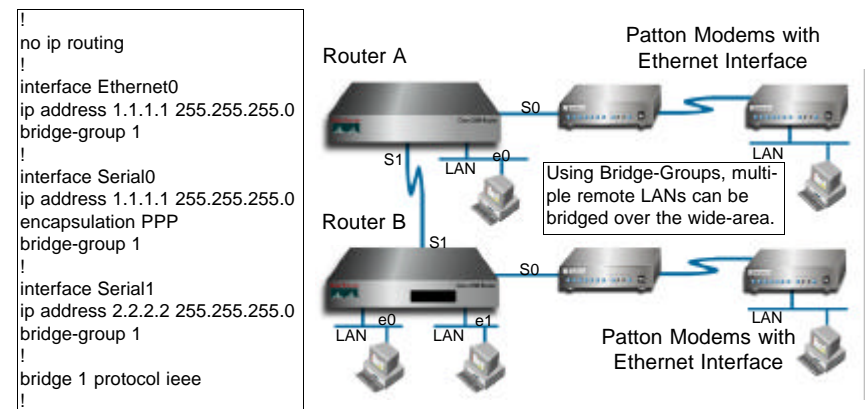 !
no ip routing
!
interface Ethernet0
ip address 1.1.1.1 255.255.255.0
bridge-group 1
!
interface Serial0
ip address 1.1.1.1 255.255.255.0
encapsulation PPP
bridge-group 1
!
interface Serial1
ip address 2.2.2.2 255.255.255.0
bridge-group 1
!
bridge 1 protocol ieee
!
Router A
Patton Modems with
Ethernet Interface
S0
S1
LAN
e0
LAN
Using Bridge-Groups, multi-
ple remote LANs can be
bridged over the wide-area.
Router B
S1
S0
LAN
e0
LAN
e1
LAN
Patton Modems with
Ethernet Interface